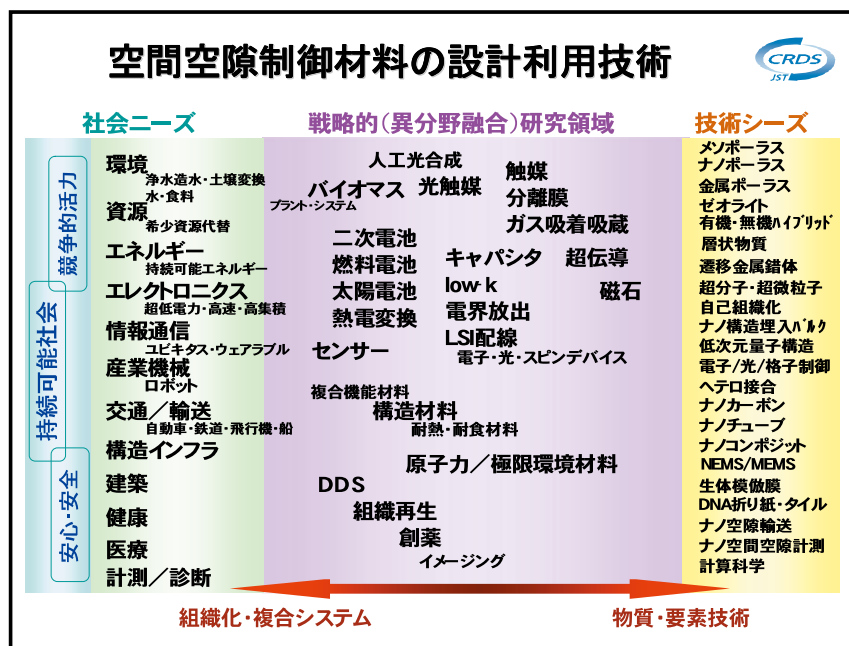 空間空隙制御材料の設計利用技術
CRDS
JST
社会ニーズ
戦略的(異分野融合)研究領域
技術シーズ
競争的活力
持続可能社会
安心・安全
環境
浄水造水・土壌変換
水・食料
資源
希少資源代替
エネルギー
持続可能エネルギー
エレクトロニクス
超低電力・高速・高集積
情報通信
ユビキタス・ウェアラブル
産業機械
ロボット
交通/輸送
自動車・鉄道・飛行機・船
構造インフラ
建築
健康
医療
計測/診断
人工光合成
バイオマス
プラント・システム
光触媒
触媒
分離膜
ガス吸着吸蔵
二次電池
燃料電池
太陽電池
熱電変換
キャパシタ
超伝導
low-k
磁石
電界放出
LSI配線
電子・光・スピンデバイス
センサー
複合機能材料
構造材料
耐熱・耐食材料
原子力/極限環境材料
DDS
組織再生
創薬
イメージング
メソポーラス
ナノポーラス
金属ポーラス
ゼオライト
有機・無機ハイブリッド
層状物質
遷移金属錯体
超分子・超微粒子
自己組織化
ナノ構造埋入バルク
低次元量子構造
電子/光/格子制御
ヘテロ接合
ナノカーボン
ナノチューブ
ナノコンポジット
NEMS/MEMS
生体模倣膜
DNA折り紙・タイル
ナノ空隙輸送
ナノ空間空隙計測
計算科学
組織化・複合システム
物質・要素技術